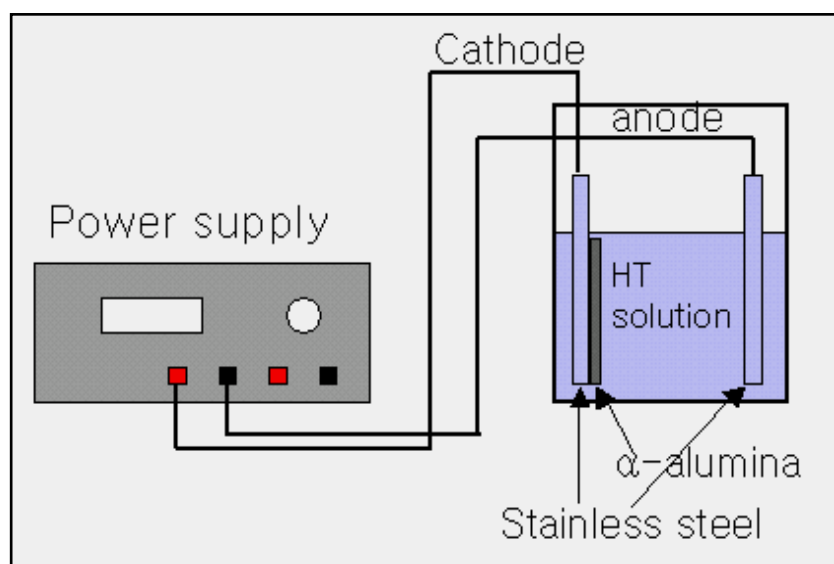 Cathode
anode
Power supply
HT
solution
α-alumina
Stainless steel